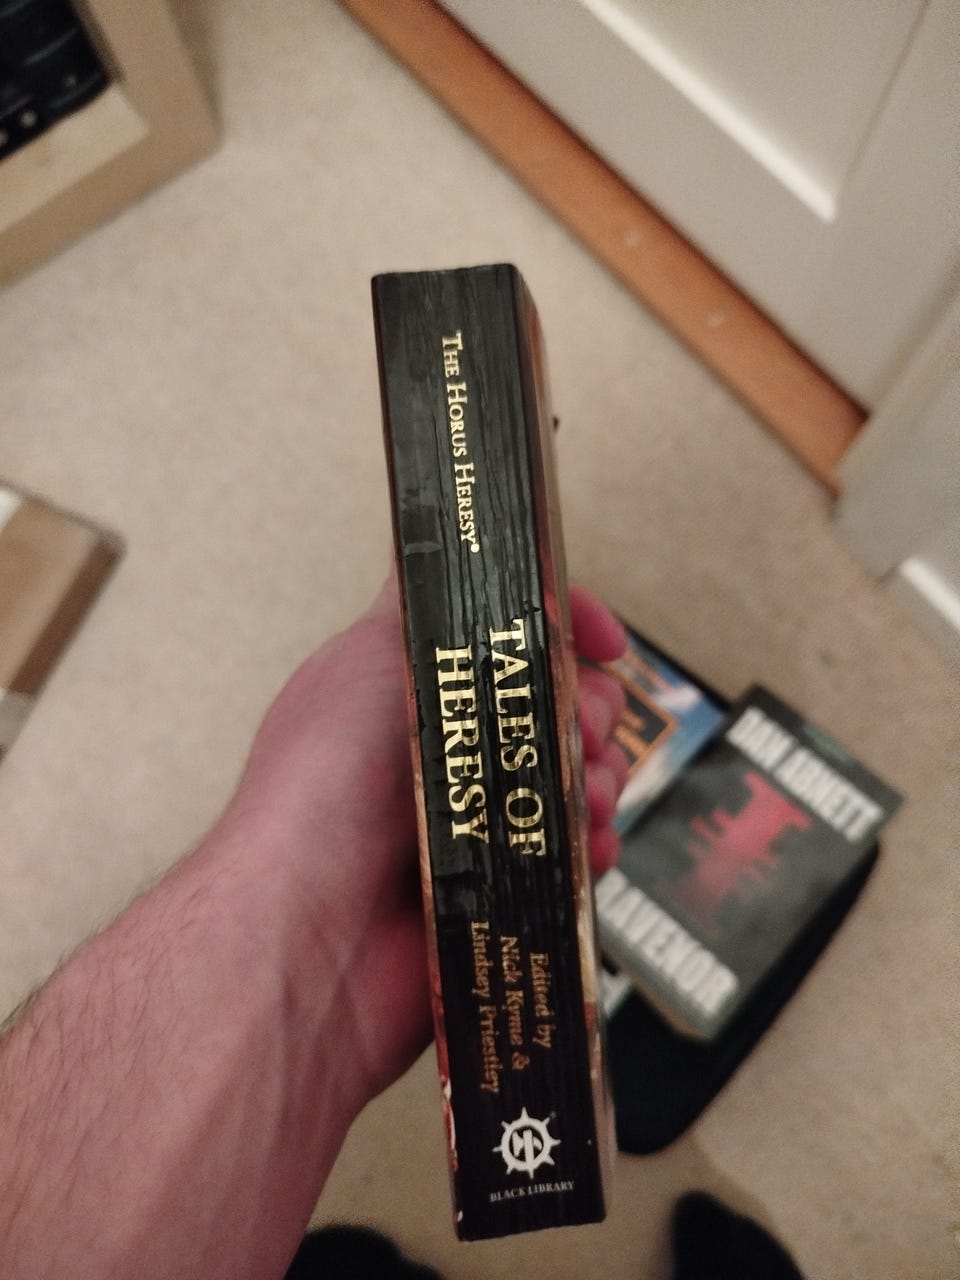 THE HORUS HERESY®
TALES OF
HERESY
Edited by
Nick Kyme &
Lindsey Priestley
BLACK LIBRARY
DAN ABNETT
RAVENOR